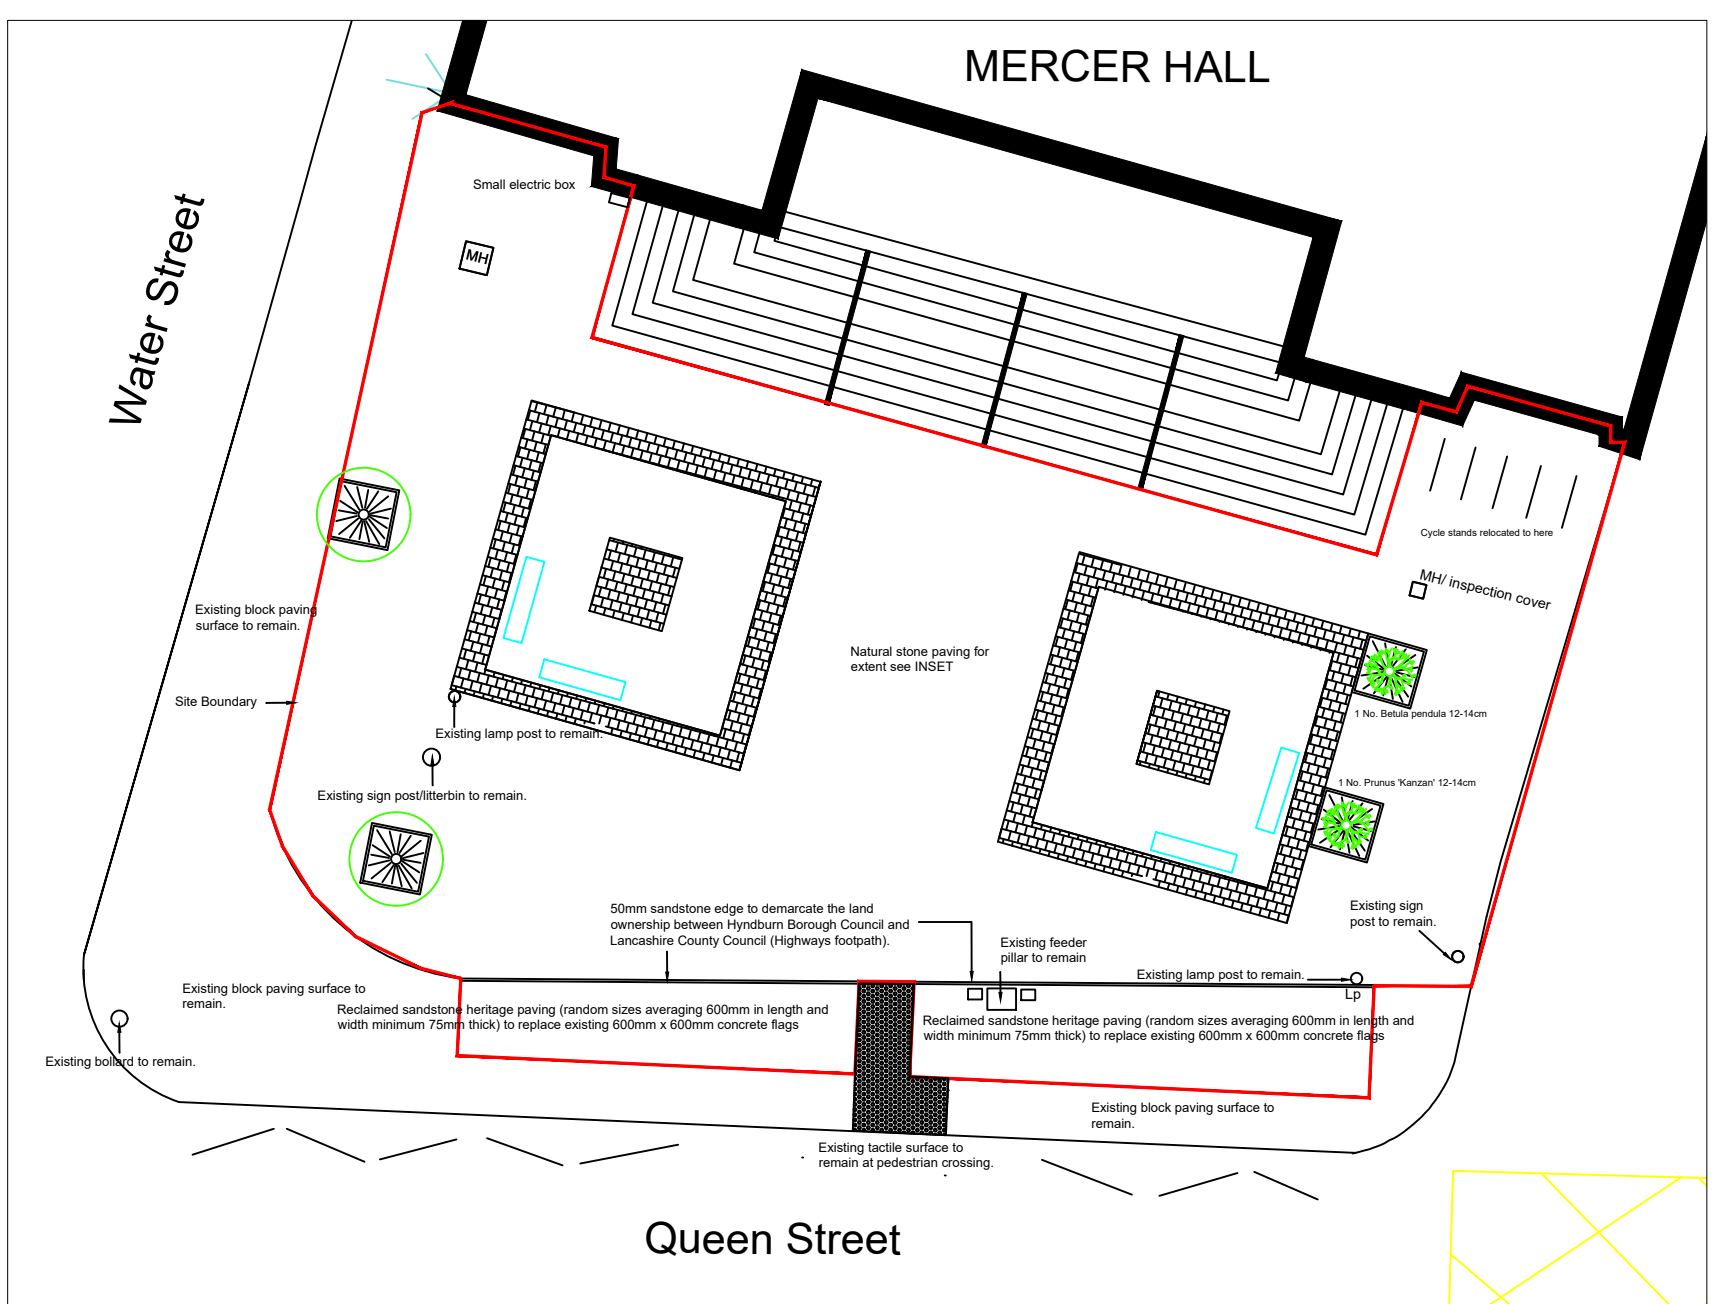 MERCER HALL
Water Street
Small electric box
MH
Cycle stands relocated to here
MH/ inspection cover
Existing block paving
surface to remain.
Natural stone paving for
extent see INSET
Site Boundary
1 No. Betula pendula 12-14cm
Existing lamp post to remain.
Existing sign post/litterbin to remain.
1 No. Prunus 'Kanzan' 12-14cm
50mm sandstone edge to demarcate the land
ownership between Hyndburn Borough Council and
Lancashire County Council (Highways footpath).
Existing sign
post to remain.
Existing feeder
pillar to remain
Existing lamp post to remain.
Lp
Existing block paving surface to
remain.
Reclaimed sandstone heritage paving (random sizes averaging 600mm in length and
width minimum 75mm thick) to replace existing 600mm x 600mm concrete flags
Reclaimed sandstone heritage paving (random sizes averaging 600mm in length and
width minimum 75mm thick) to replace existing 600mm x 600mm concrete flags
Existing bollard to remain.
Existing block paving surface to
remain.
Existing tactile surface to
remain at pedestrian crossing.
Queen Street